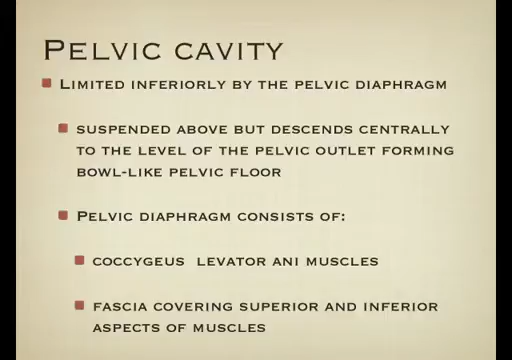 Pelvic cavity
Limited inferiorly by the pelvic diaphragm
suspended above but descends centrally
to the level of the pelvic outlet forming
bowl-like pelvic floor
Pelvic diaphragm consists of:
coccygeus levator ani muscles
fascia covering superior and inferior
aspects of muscles